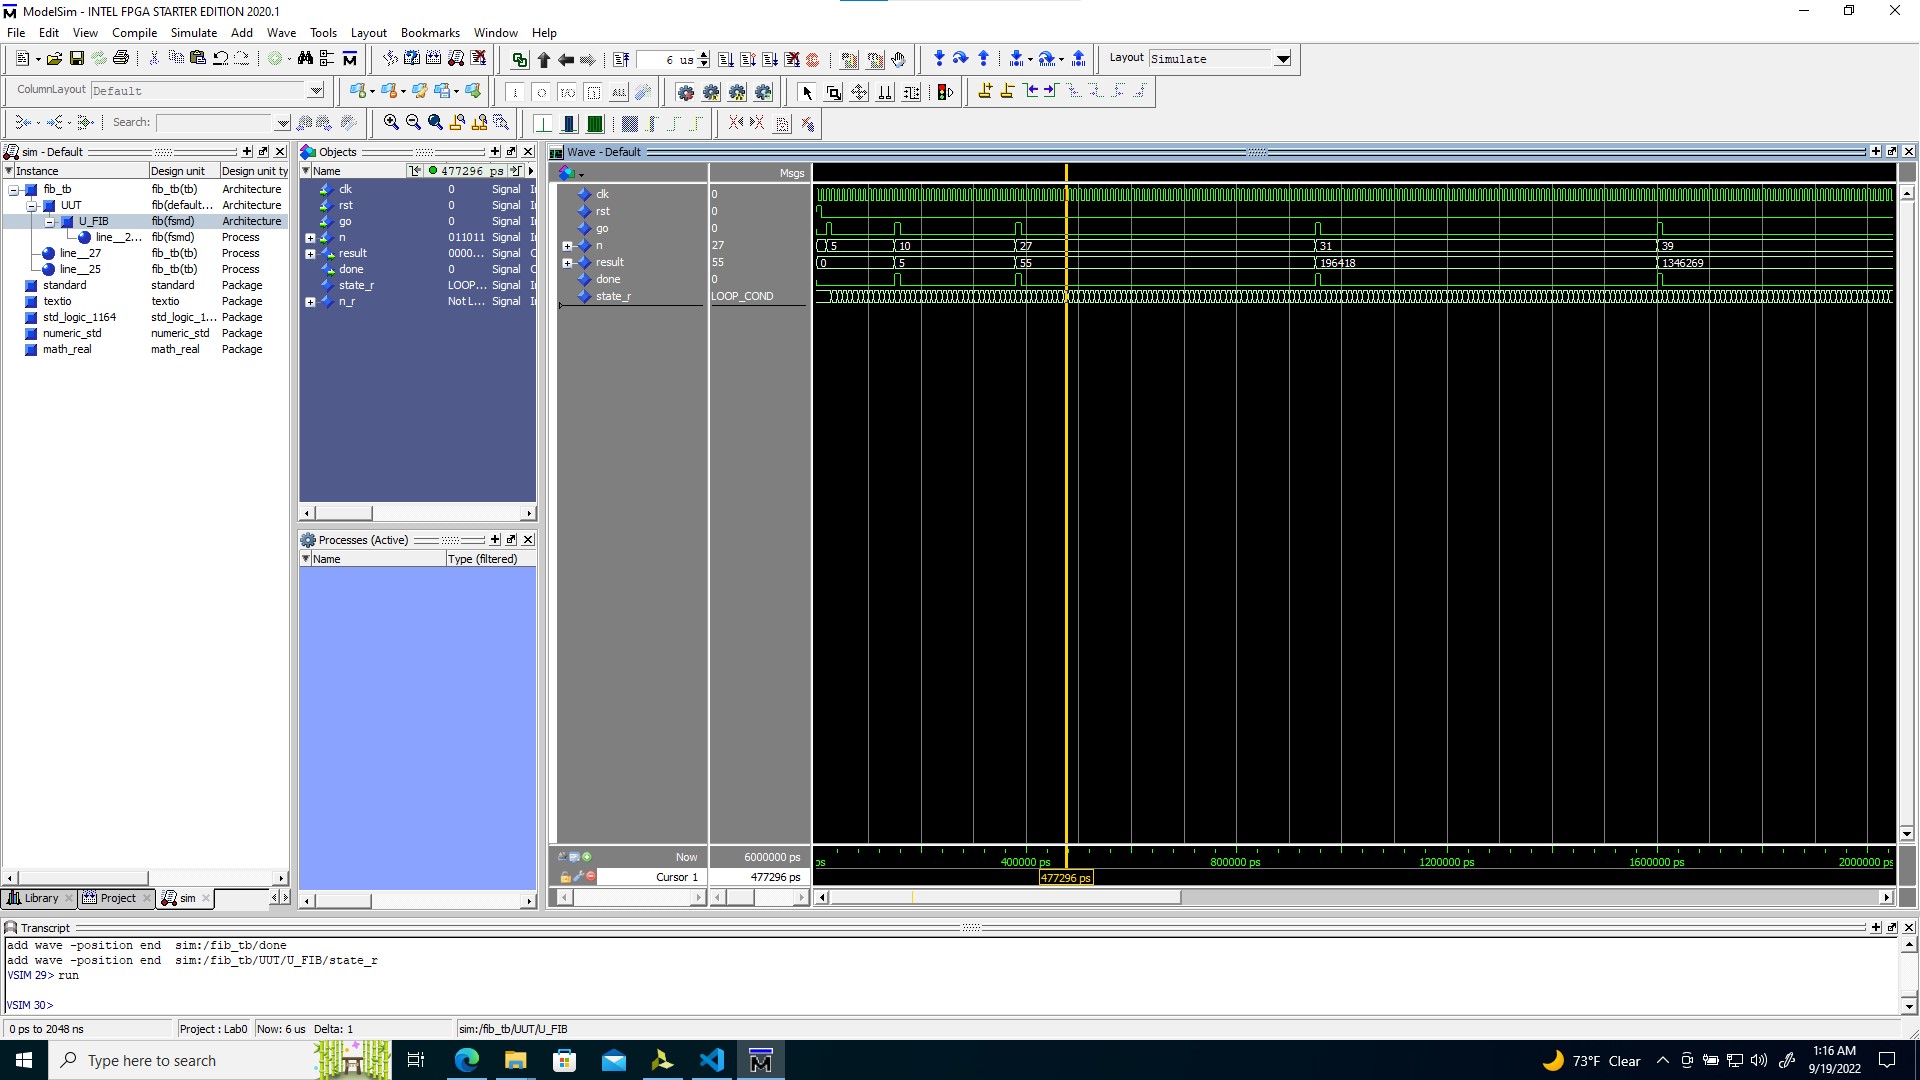 ModelSim - INTEL FPGA STARTER EDITION 2020.1
File Edit View Compile Simulate Add Wave Tools Layout Bookmarks Window Help
6 us
Layout Simulate
ColumnLayout Default
Search:
sim - Default
Instance Design unit Design unit ty
fib_tb fib_tb(tb) Architecture
UUT fib(default... Architecture
U_FIB fib(fsmd) Architecture
line__2... fib(fsmd) Process
line__27 fib_tb(tb) Process
line__25 fib_tb(tb) Process
standard standard Package
textio textio Package
std_logic_1164 std_logic_1... Package
numeric_std numeric_std Package
math_real math_real Package
Library Project sim
Objects
Name 477296 ps
clk 0 Signal
rst 0 Signal
go 0 Signal
n 011011 Signal
result 0000... Signal
done 0 Signal
state_r LOOP... Signal
n_r Not L... Signal
Processes (Active)
Name Type (filtered)
Wave - Default
Msgs
clk 0
rst 0
go 0
n 27 5 10 27 31 39
result 55 0 5 55 196418 1346269
done 0
state_r LOOP_COND
Now 6000000 ps ps 400000 ps 800000 ps 1200000 ps 1600000 ps 2000000 ps
Cursor 1 477296 ps 477296 ps
Transcript
add wave -position end sim:/fib_tb/done
add wave -position end sim:/fib_tb/UUT/U_FIB/state_r
VSIM 29> run
VSIM 30>
0 ps to 2048 ns Project : Lab0 Now: 6 us Delta: 1 sim:/fib_tb/UUT/U_FIB
Type here to search
73°F Clear
1:16 AM
9/19/2022